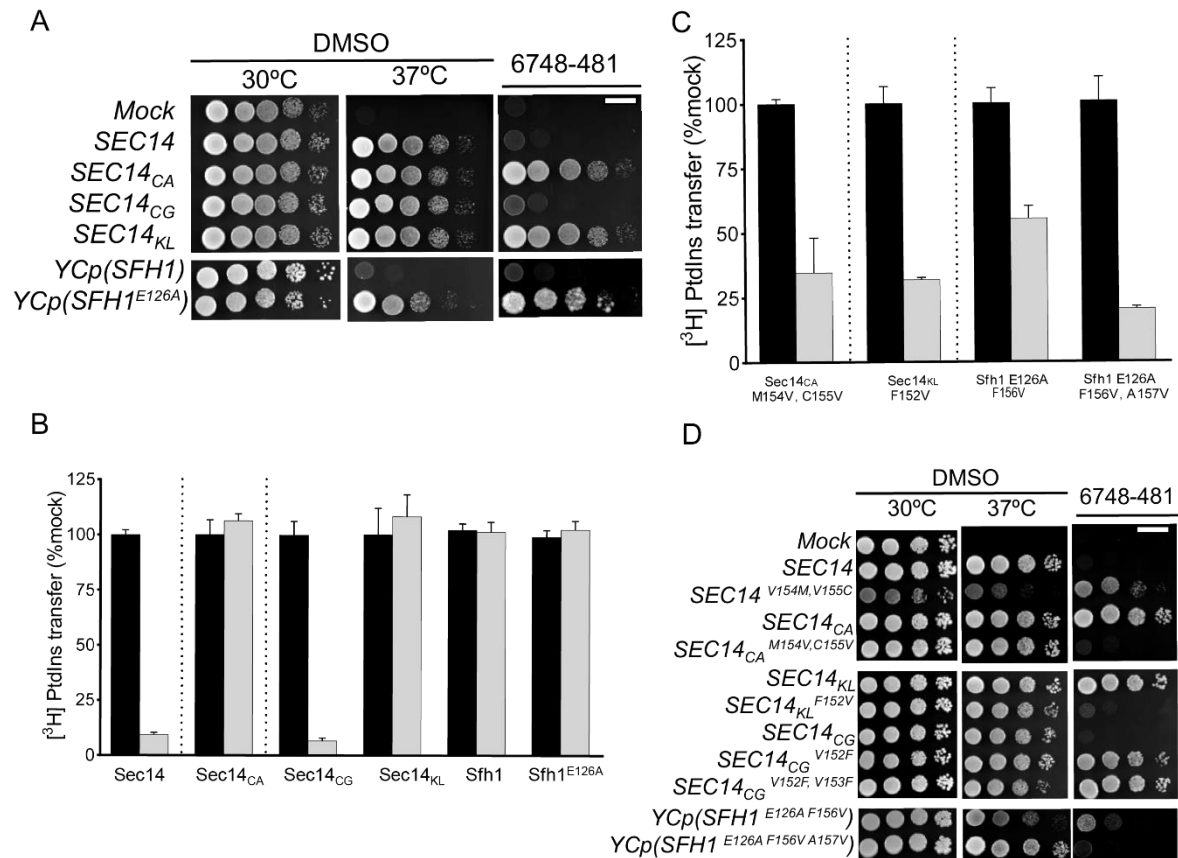 A
DMSO
30ºC 37ºC 6748-481
Mock
SEC14
SEC14CA
SEC14CG
SEC14KL
YCp(SFH1)
YCp(SFH1E126A)
B
[3H] PtdIns transfer (%mock)
125
100
75
50
25
0
Sec14 Sec14CA Sec14CG Sec14KL Sfh1 Sfh1E126A
C
[3H] PtdIns transfer (%mock)
125
100
75
50
25
0
Sec14CA Sec14KL Sfh1 E126A Sfh1 E126A
M154V, C155V F152V F156V F156V, A157V
D
DMSO
30ºC 37ºC 6748-481
Mock
SEC14
SEC14 V154M,V155C
SEC14CA
SEC14CA M154V,C155V
SEC14KL
SEC14KL F152V
SEC14CG
SEC14CG V152F
SEC14CG V152F, V153F
YCp(SFH1 E126A F156V)
YCp(SFH1 E126A F156V A157V)